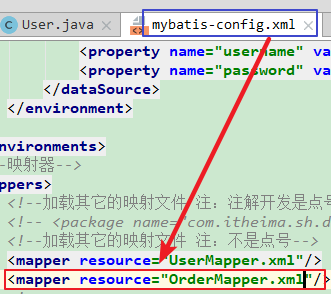 User.java × mybatis-config.xml ×
<property name="username" va
<property name="password" va
</dataSource>
</environment>
nvironments>
-映射器-->
ppers>
<!--加载其它的映射文件 注：注解开发是点号
<!-- <package name="com.itheima.sh.d
<!--加载其它的映射文件 注：不是点号-->
<mapper resource="UserMapper.xml"/>
<mapper resource="OrderMapper.xml"/>